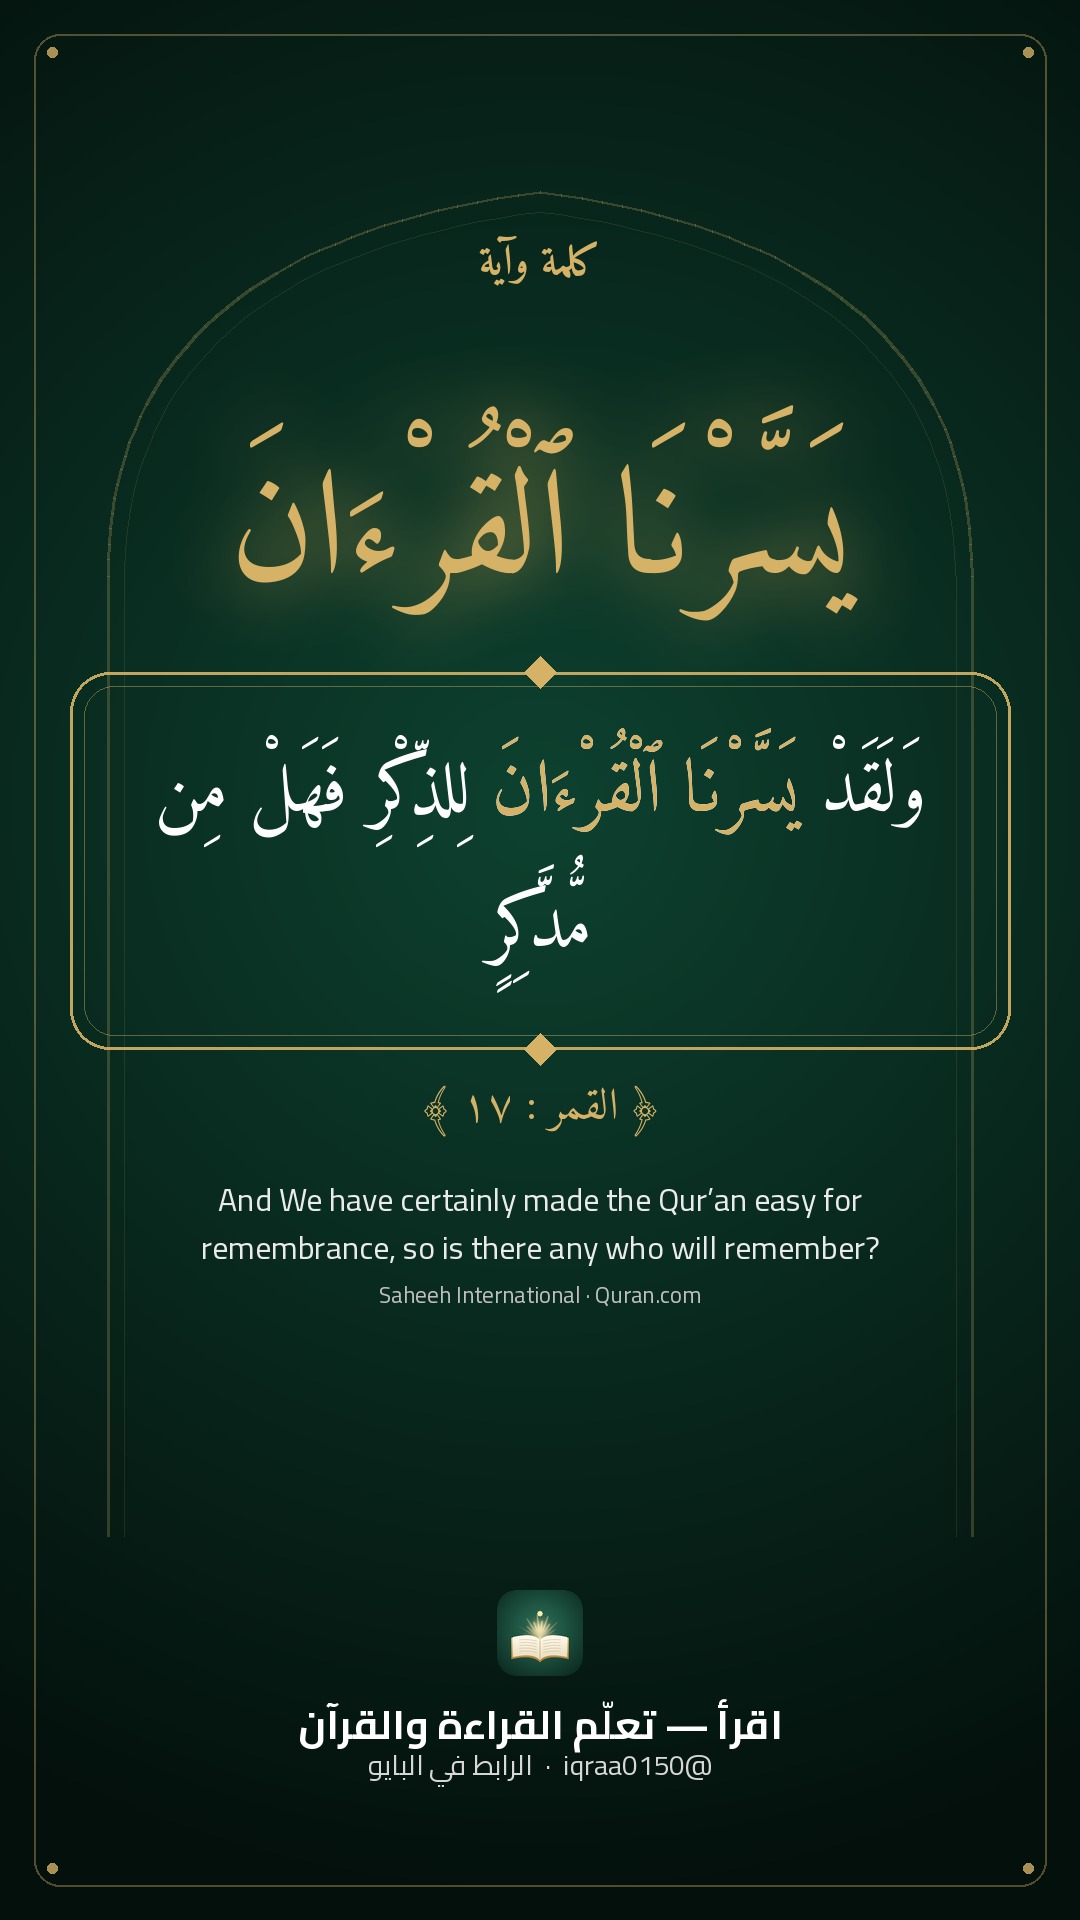 كلمة وآية
يَسَّرْنَا ٱلْقُرْءَانَ
وَلَقَدْ يَسَّرْنَا ٱلْقُرْءَانَ لِلذِّكْرِ فَهَلْ مِن
مُّدَّكِرٍ
﴿ القمر : ١٧ ﴾
And We have certainly made the Qur’an easy for
remembrance, so is there any who will remember?
Saheeh International · Quran.com
اقرأ — تعلّم القراءة والقرآن
@iqraa0150 · الرابط في البايو